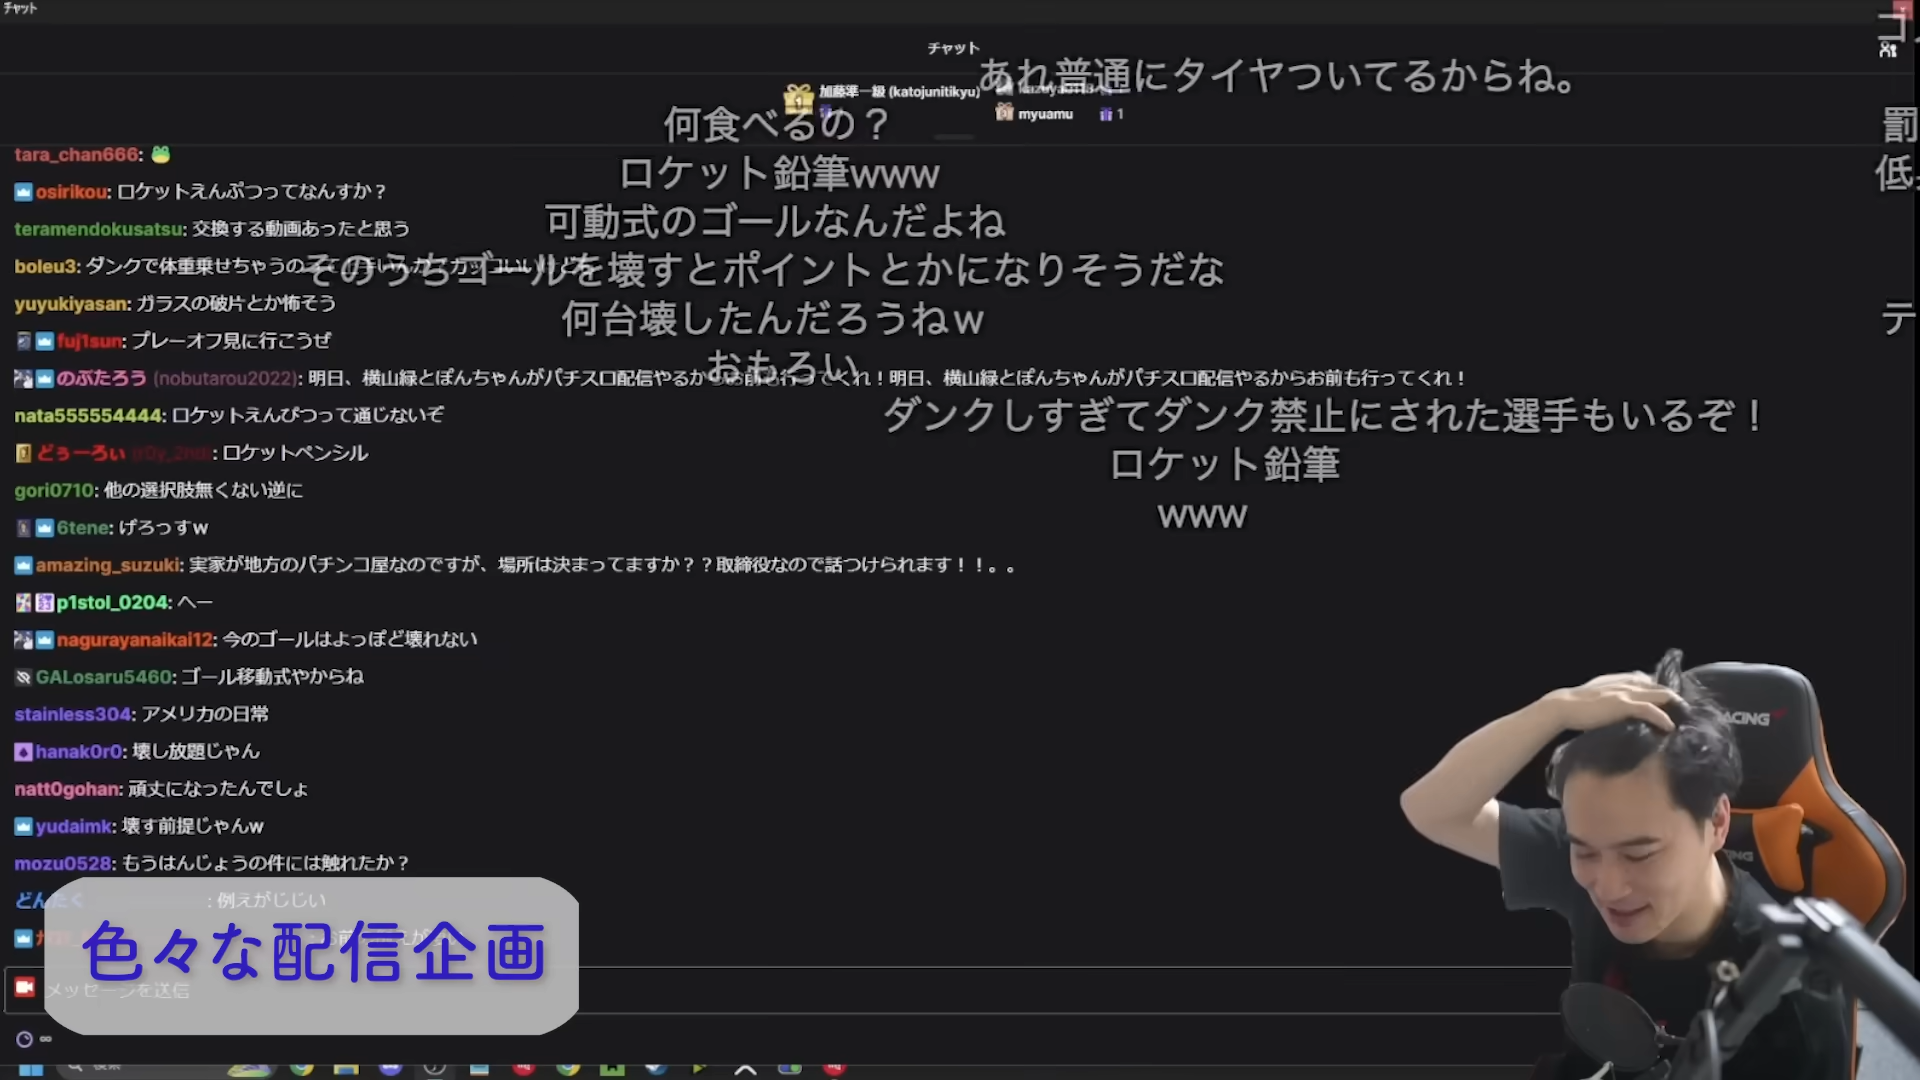 チャット
チャット
加藤準一級 (katojunitikyu)
myuamu 1
あれ普通にタイヤついてるからね。
何食べるの？
ロケット鉛筆www
可動式のゴールなんだよね
そのうちゴールを壊すとポイントとかになりそうだな
何台壊したんだろうねw
おもろい
ダンクしすぎてダンク禁止にされた選手もいるぞ！
ロケット鉛筆
www
罰
低
テ
tara_chan666:
osirikou: ロケットえんぷつってなんすか？
teramendokusatsu: 交換する動画あったと思う
boleu3: ダンクで体重乗せちゃうの
yuyukiyasan: ガラスの破片とか怖そう
fuj1sun: プレーオフ見に行こうぜ
のぶたろう (nobutarou2022): 明日、横山緑とぽんちゃんがパチスロ配信やるから お前も行ってくれ！明日、横山緑とぽんちゃんがパチスロ配信やるからお前も行ってくれ！
nata555554444: ロケットえんぴつって通じないぞ
どぅーろい : ロケットペンシル
gori0710: 他の選択肢無くない逆に
6tene: げろっすw
amazing_suzuki: 実家が地方のパチンコ屋なのですが、場所は決まってますか？？取締役なので話つけられます！！。。
p1stol_0204: へー
nagurayanaikai12: 今のゴールはよっぽど壊れない
GALosaru5460: ゴール移動式やからね
stainless304: アメリカの日常
hanak0r0: 壊し放題じゃん
natt0gohan: 頑丈になったんでしょ
yudaimk: 壊す前提じゃんw
mozu0528: もうはんじょうの件には触れたか？
どんたく : 例えがじじい
色々な配信企画
メッセージを送信
検索
RACING